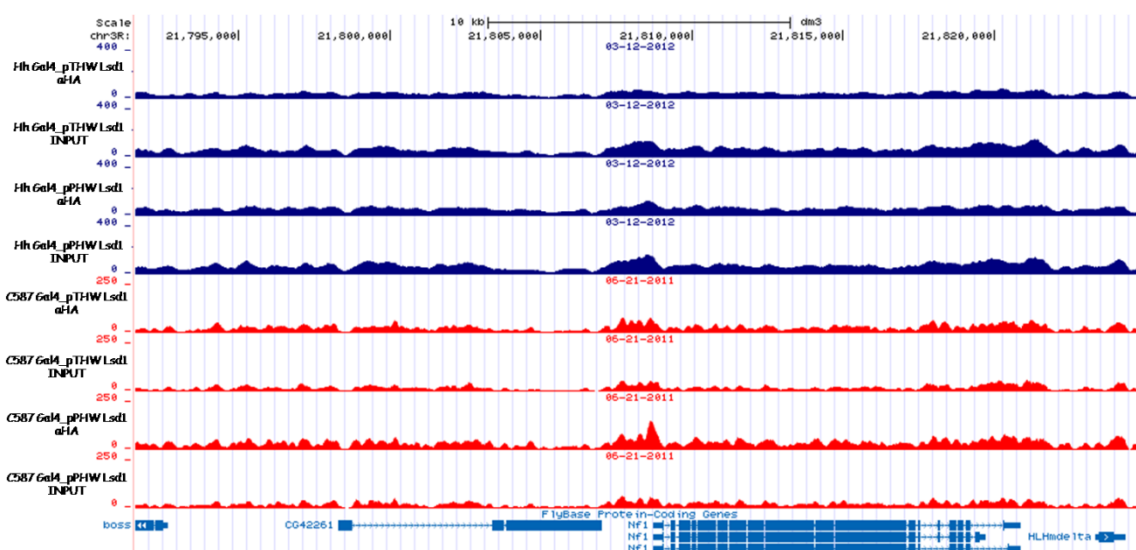 Scale 10 kb dm3
chr3R: 21,795,000 21,800,000 21,805,000 21,810,000 21,815,000 21,820,000
03-12-2012
400
Hh Gal4_pTHW Lsd1
αHA
0
03-12-2012
400
Hh Gal4_pTHW Lsd1
INPUT
0
03-12-2012
400
Hh Gal4_pPHW Lsd1
αHA
0
03-12-2012
400
Hh Gal4_pPHW Lsd1
INPUT
0
06-21-2011
250
C587 Gal4_pTHW Lsd1
αHA
0
06-21-2011
250
C587 Gal4_pTHW Lsd1
INPUT
0
06-21-2011
250
C587 Gal4_pPHW Lsd1
αHA
0
06-21-2011
250
C587 Gal4_pPHW Lsd1
INPUT
0
FlyBase Protein-Coding Genes
boss CG42261 Nf1
Nf1 HLHmdelta
Nf1